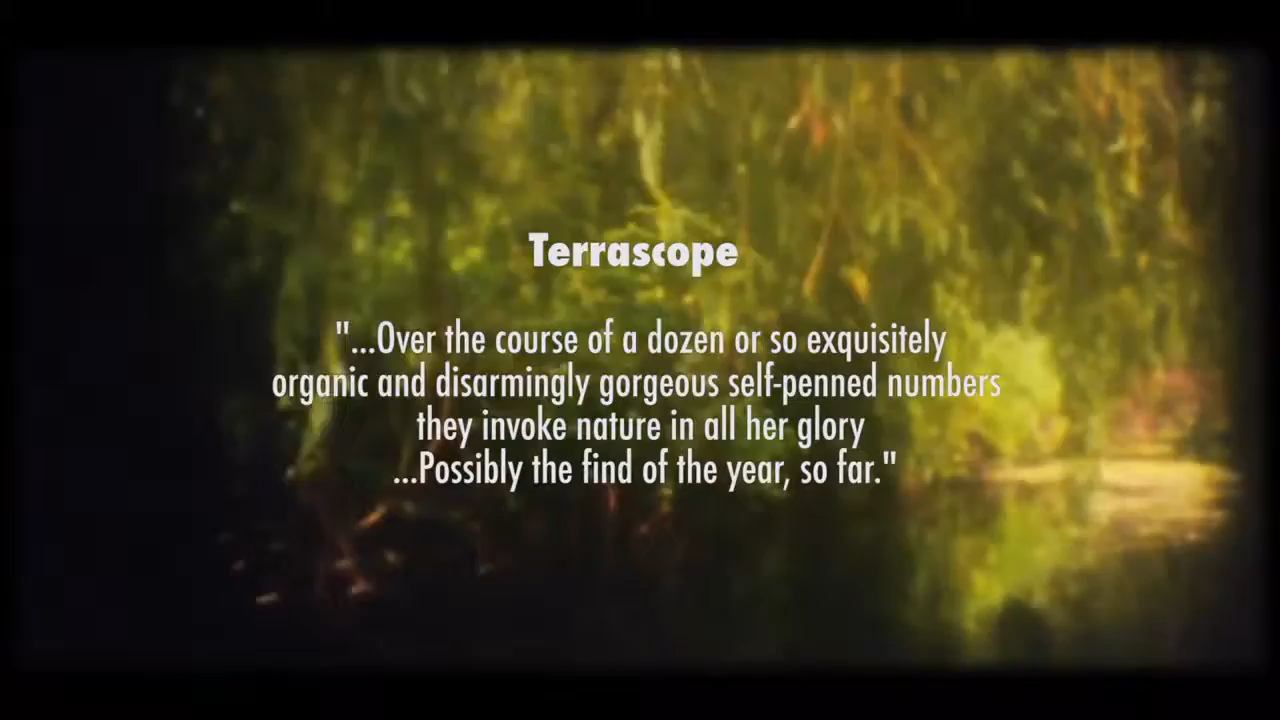 Terrascope
"...Over the course of a dozen or so exquisitely
organic and disarmingly gorgeous self-penned numbers
they invoke nature in all her glory
...Possibly the find of the year, so far."